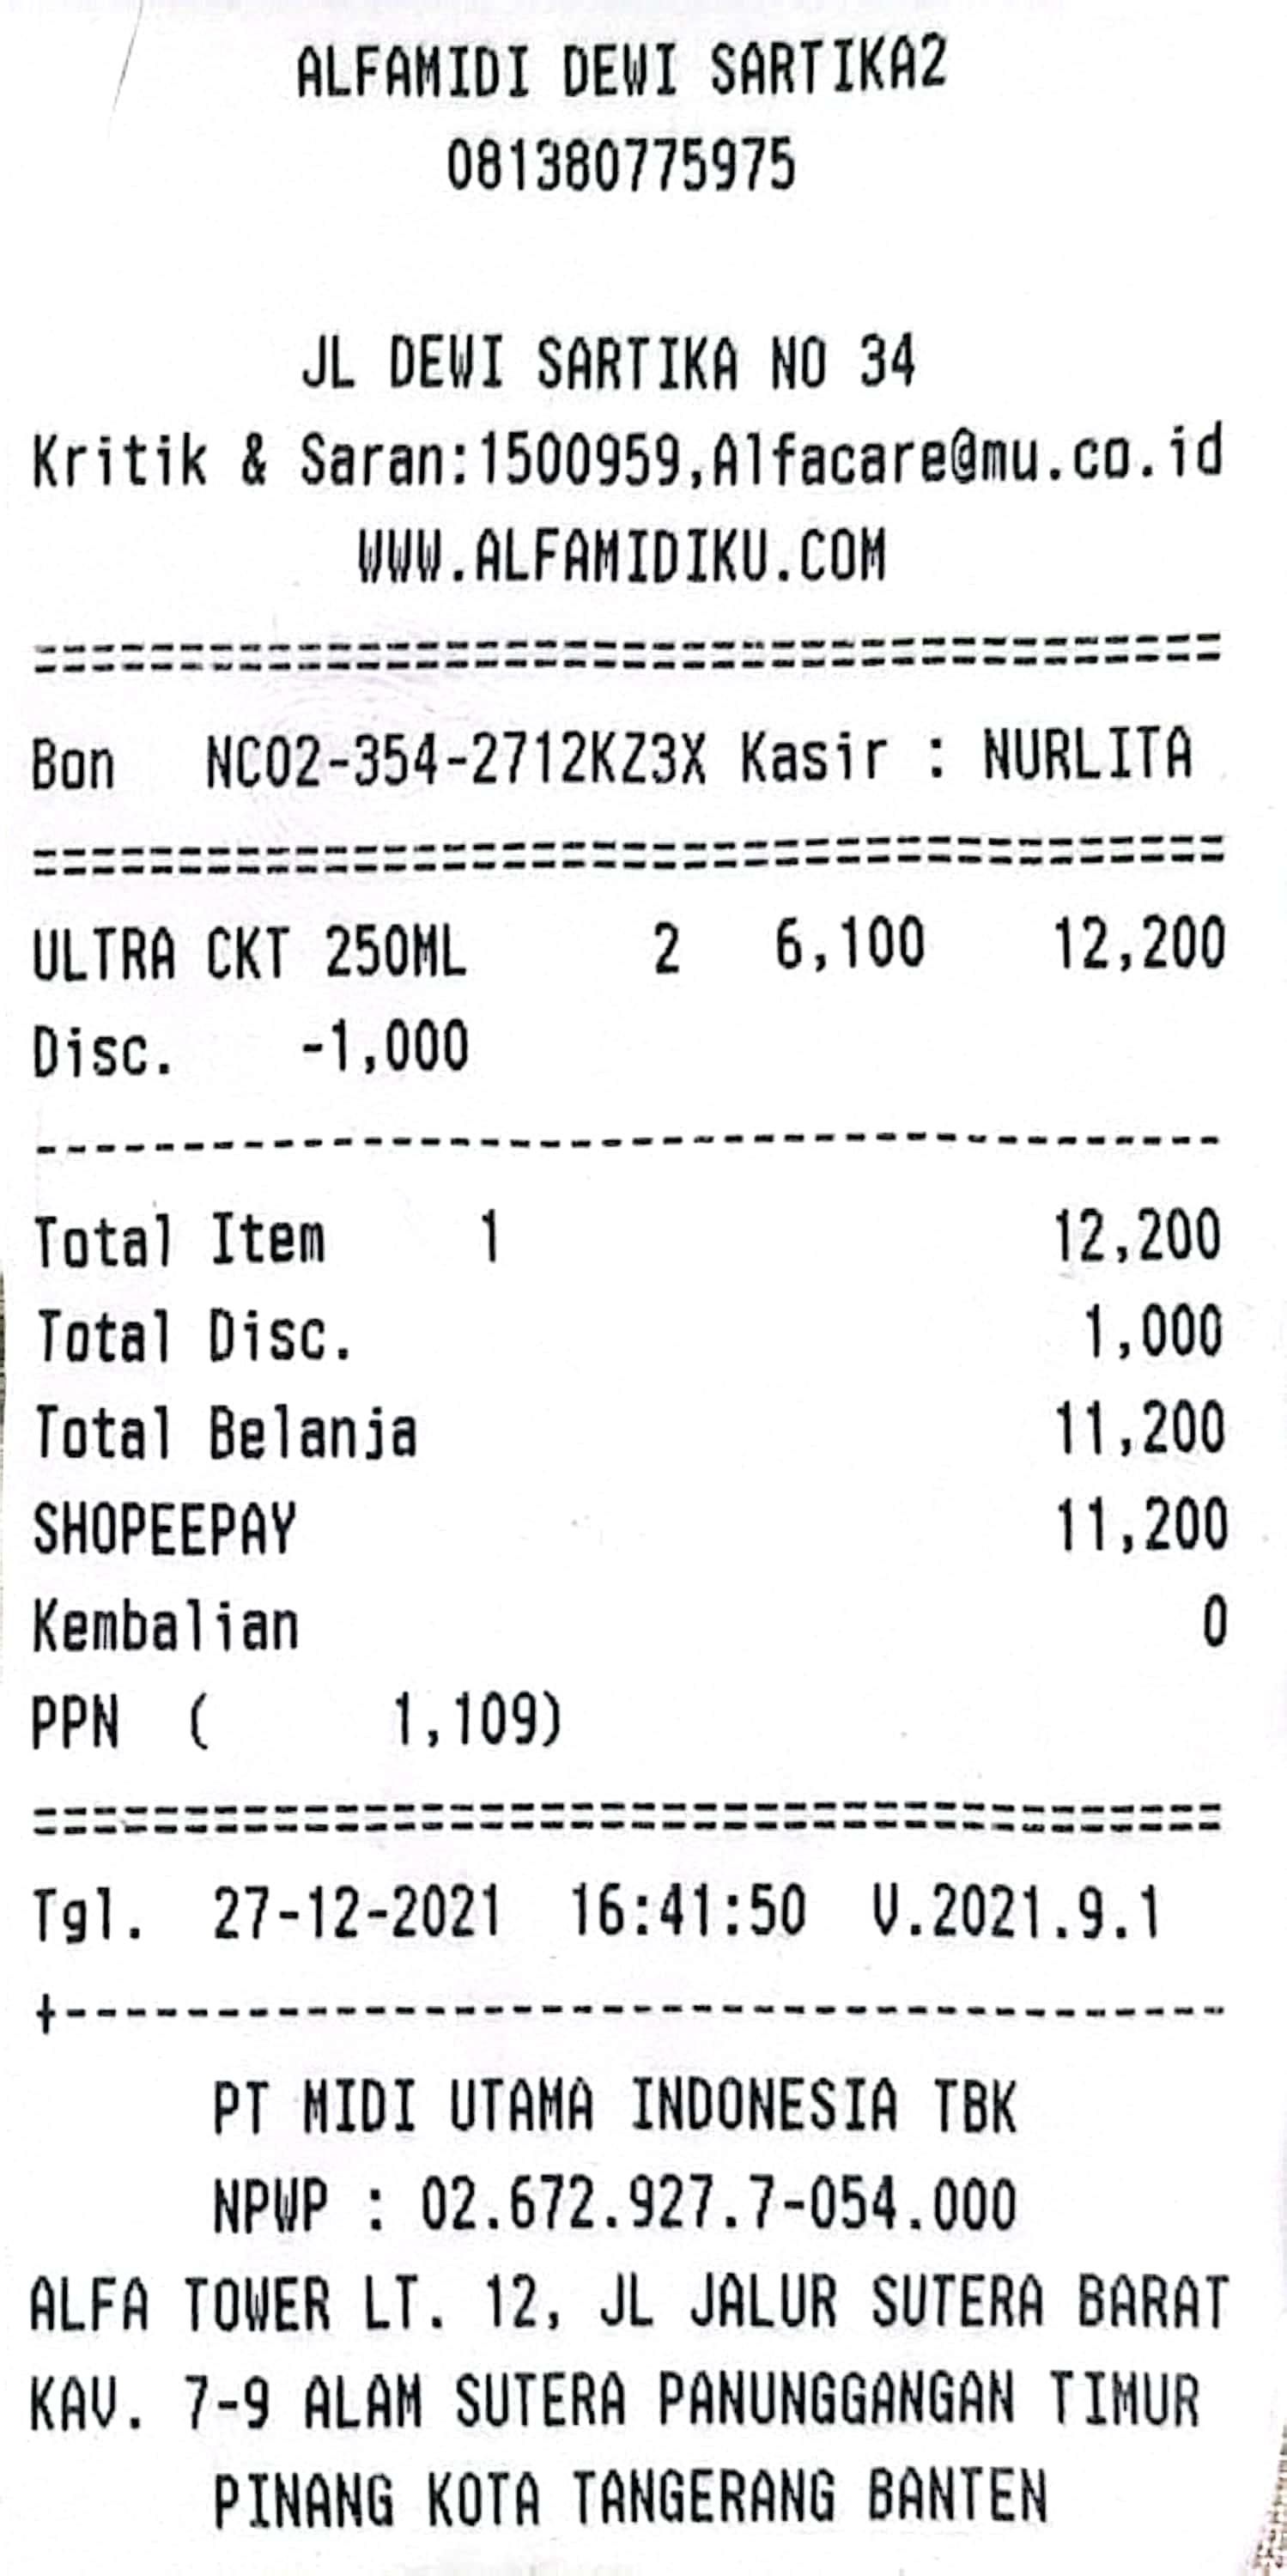 ALFAMIDI DEWI SARTIKA2
081380775975
JL DEWI SARTIKA NO 34
Kritik & Saran:1500959,Alfacare@mu.co.id
WWW.ALFAMIDIKU.COM
========================================
Bon   NC02-354-2712KZ3X Kasir : NURLITA
========================================
ULTRA CKT 250ML      2   6,100    12,200
Disc.    -1,000
----------------------------------------
Total Item     1                  12,200
Total Disc.                        1,000
Total Belanja                     11,200
SHOPEEPAY                         11,200
Kembalian                              0
PPN  (      1,109)
========================================
Tgl.  27-12-2021  16:41:50  V.2021.9.1
+---------------------------------------
PT MIDI UTAMA INDONESIA TBK
NPWP : 02.672.927.7-054.000
ALFA TOWER LT. 12, JL JALUR SUTERA BARAT
KAV. 7-9 ALAM SUTERA PANUNGGANGAN TIMUR
PINANG KOTA TANGERANG BANTEN